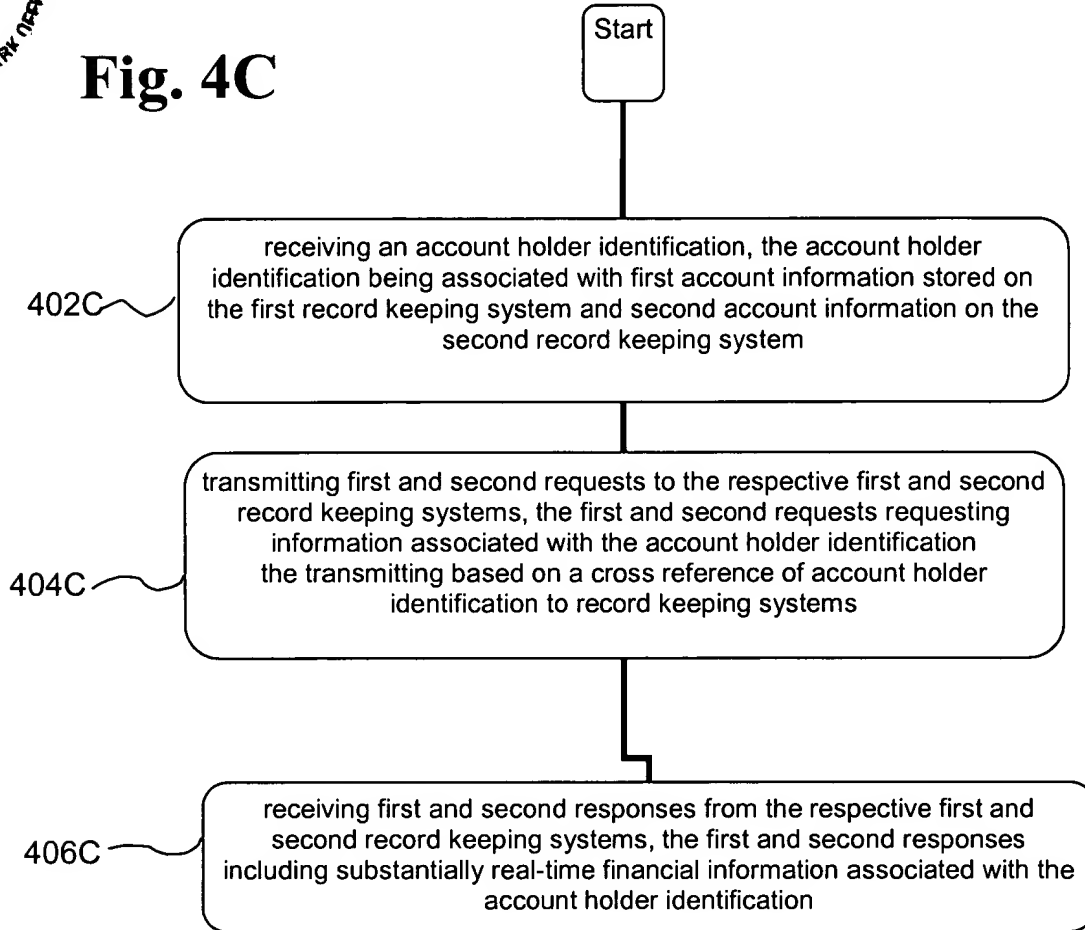 Fig. 4C
Start
receiving an account holder identification, the account holder
identification being associated with first account information stored on
the first record keeping system and second account information on the
second record keeping system
402C
transmitting first and second requests to the respective first and second
record keeping systems, the first and second requests requesting
information associated with the account holder identification
the transmitting based on a cross reference of account holder
identification to record keeping systems
404C
receiving first and second responses from the respective first and
second record keeping systems, the first and second responses
including substantially real-time financial information associated with the
account holder identification
406C